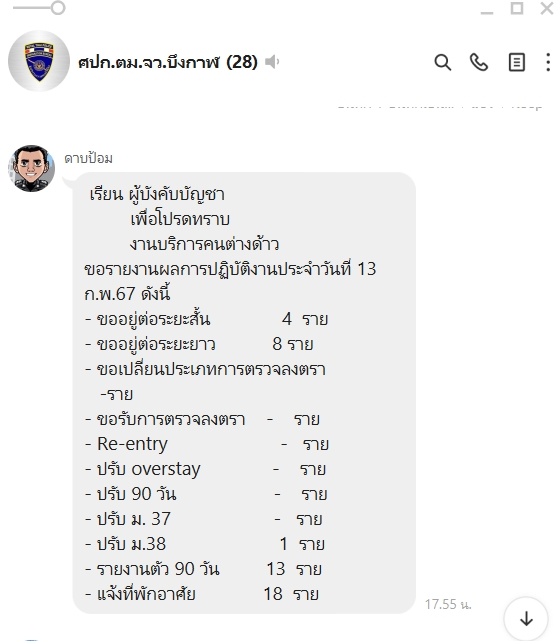 ศปก.ตม.จว.บึงกาฬ (28)
ดาบป้อม
เรียน ผู้บังคับบัญชา
เพื่อโปรดทราบ
งานบริการคนต่างด้าว
ขอรายงานผลการปฏิบัติงานประจำวันที่ 13
ก.พ.67 ดังนี้
- ขออยู่ต่อระยะสั้น 4 ราย
- ขออยู่ต่อระยะยาว 8 ราย
- ขอเปลี่ยนประเภทการตรวจลงตรา
-ราย
- ขอรับการตรวจลงตรา - ราย
- Re-entry - ราย
- ปรับ overstay - ราย
- ปรับ 90 วัน - ราย
- ปรับ ม. 37 - ราย
- ปรับ ม.38 1 ราย
- รายงานตัว 90 วัน 13 ราย
- แจ้งที่พักอาศัย 18 ราย
17.55 น.